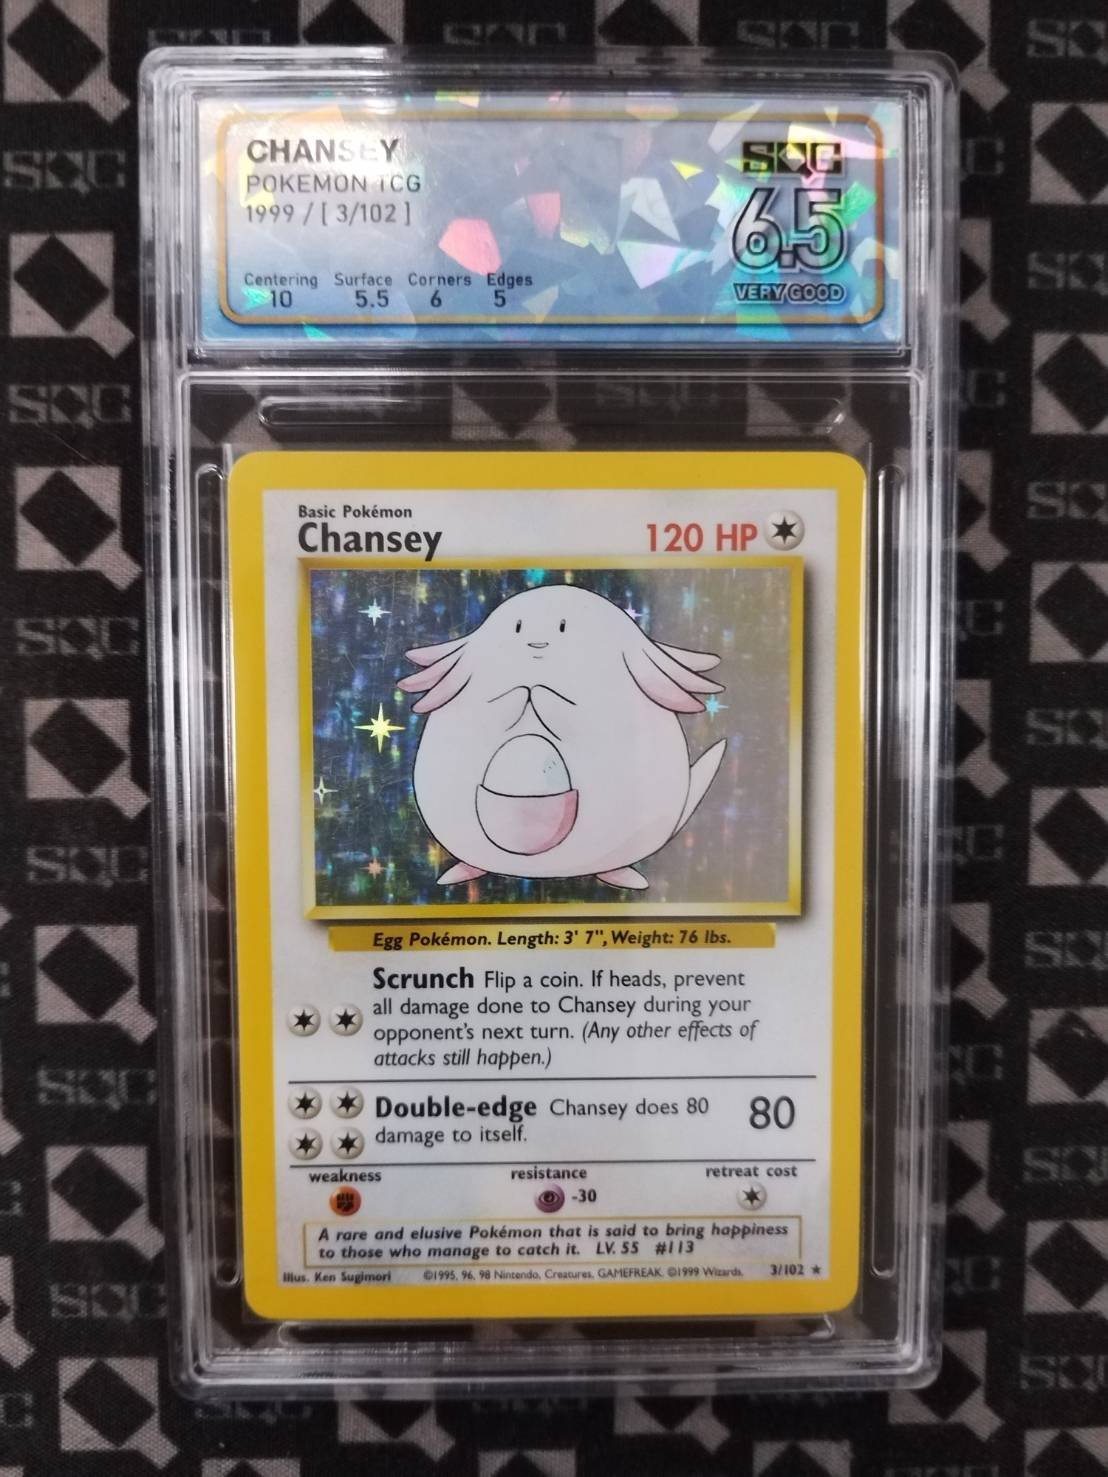 CHANSEY
POKEMON TCG
1999 / [ 3/102 ]
Centering Surface Corners Edges
10 5.5 6 5
SQC
6.5
VERY GOOD
Basic Pokémon
Chansey
120 HP
Egg Pokémon. Length: 3' 7", Weight: 76 lbs.
Scrunch Flip a coin. If heads, prevent
all damage done to Chansey during your
opponent's next turn. (Any other effects of
attacks still happen.)
Double-edge Chansey does 80
damage to itself.
80
weakness resistance retreat cost
-30
A rare and elusive Pokémon that is said to bring happiness
to those who manage to catch it. LV. 55 #113
Illus. Ken Sugimori ©1995, 96, 98 Nintendo, Creatures, GAMEFREAK. ©1999 Wizards. 3/102 ★